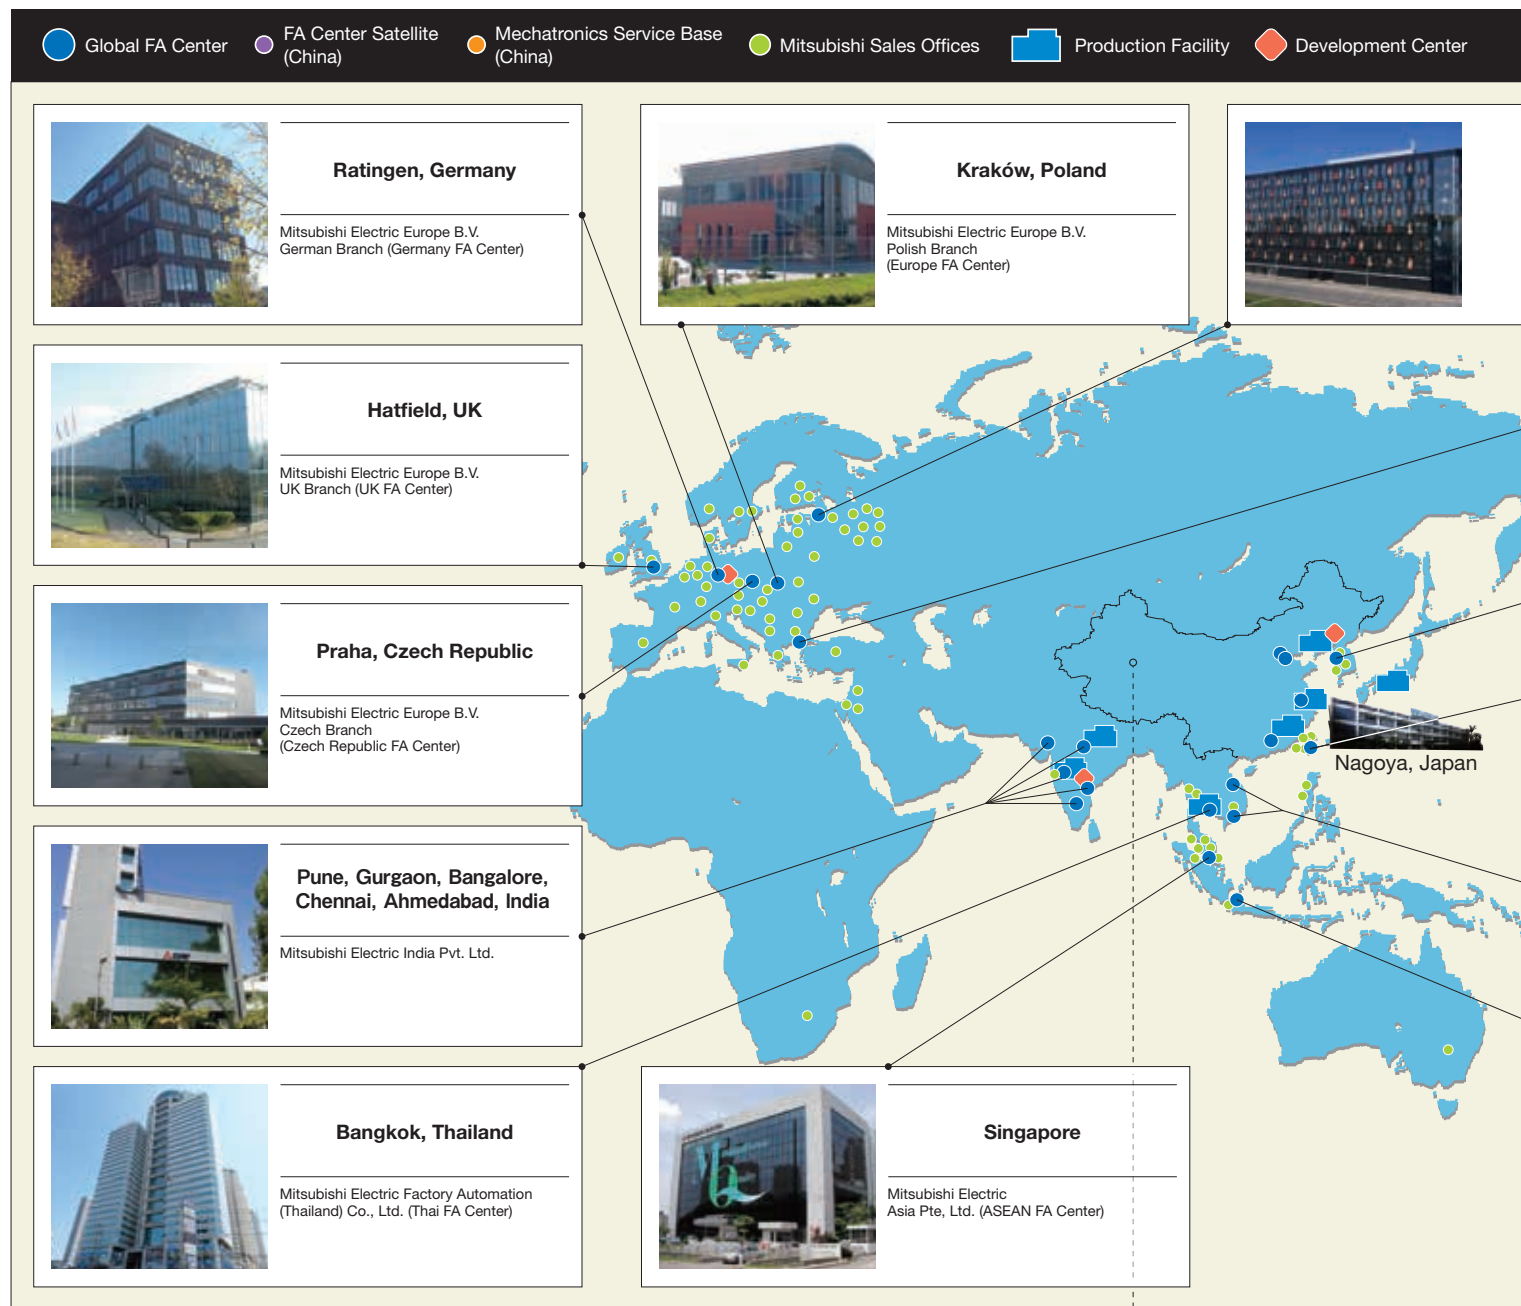 Global FA Center
FA Center Satellite
(China)
Mechatronics Service Base
(China)
Mitsubishi Sales Offices
Production Facility
Development Center
Ratingen, Germany
Mitsubishi Electric Europe B.V.
German Branch (Germany FA Center)
Kraków, Poland
Mitsubishi Electric Europe B.V.
Polish Branch
(Europe FA Center)
Hatfield, UK
Mitsubishi Electric Europe B.V.
UK Branch (UK FA Center)
Praha, Czech Republic
Mitsubishi Electric Europe B.V.
Czech Branch
(Czech Republic FA Center)
Nagoya, Japan
Pune, Gurgaon, Bangalore,
Chennai, Ahmedabad, India
Mitsubishi Electric India Pvt. Ltd.
Bangkok, Thailand
Mitsubishi Electric Factory Automation
(Thailand) Co., Ltd. (Thai FA Center)
Singapore
Mitsubishi Electric
Asia Pte, Ltd. (ASEAN FA Center)